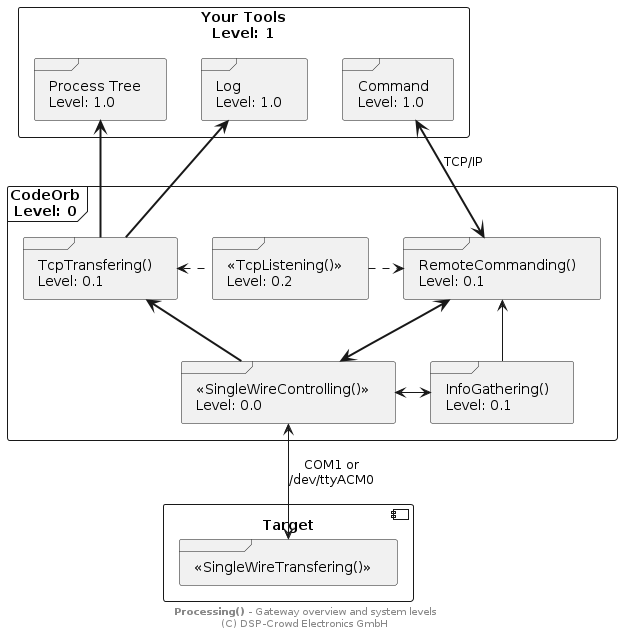 Your Tools
Level: 1
Process Tree
Level: 1.0
Log
Level: 1.0
Command
Level: 1.0
TCP/IP
CodeOrb
Level: 0
TcpTransfering()
Level: 0.1
«TcpListening()»
Level: 0.2
RemoteCommanding()
Level: 0.1
«SingleWireControlling()»
Level: 0.0
InfoGathering()
Level: 0.1
COM1 or
/dev/ttyACM0
Target
«SingleWireTransfering()»
Processing() - Gateway overview and system levels
(C) DSP-Crowd Electronics GmbH